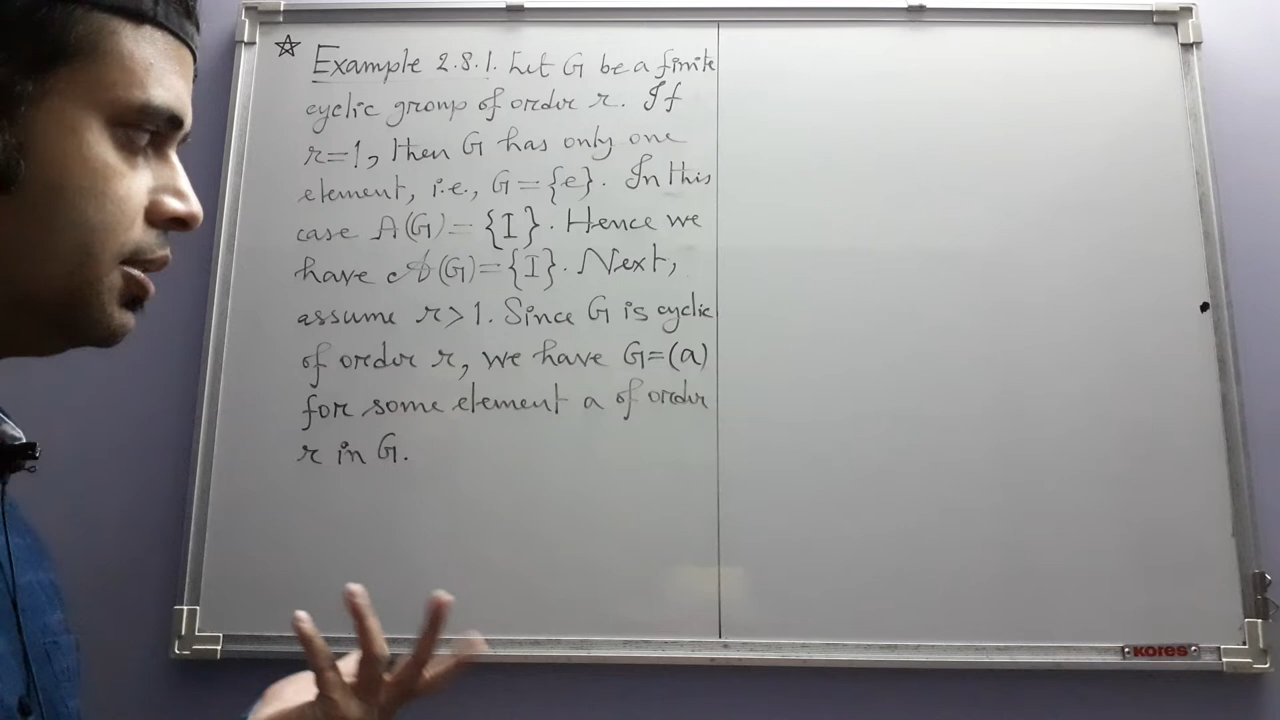 ☆ Example 2.8.1. Let G be a finite
cyclic group of order r. If
r=1, then G has only one
element, i.e., G={e}. In this
case A(G)={I}. Hence we
have 𝒜(G)={I}. Next,
assume r>1. Since G is cyclic
of order r, we have G=(a)
for some element a of order
r in G.
KORES